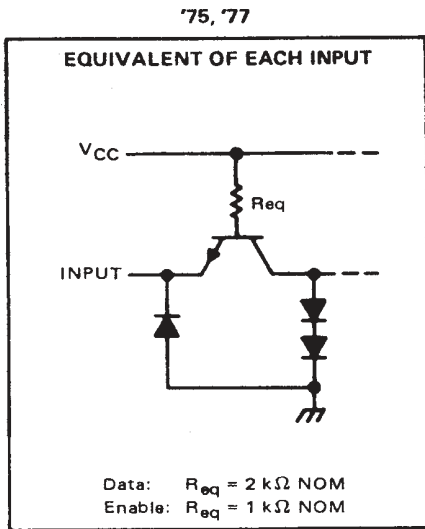 '75, '77
EQUIVALENT OF EACH INPUT
VCC
Req
INPUT
Data: Req = 2 kΩ NOM
Enable: Req = 1 kΩ NOM